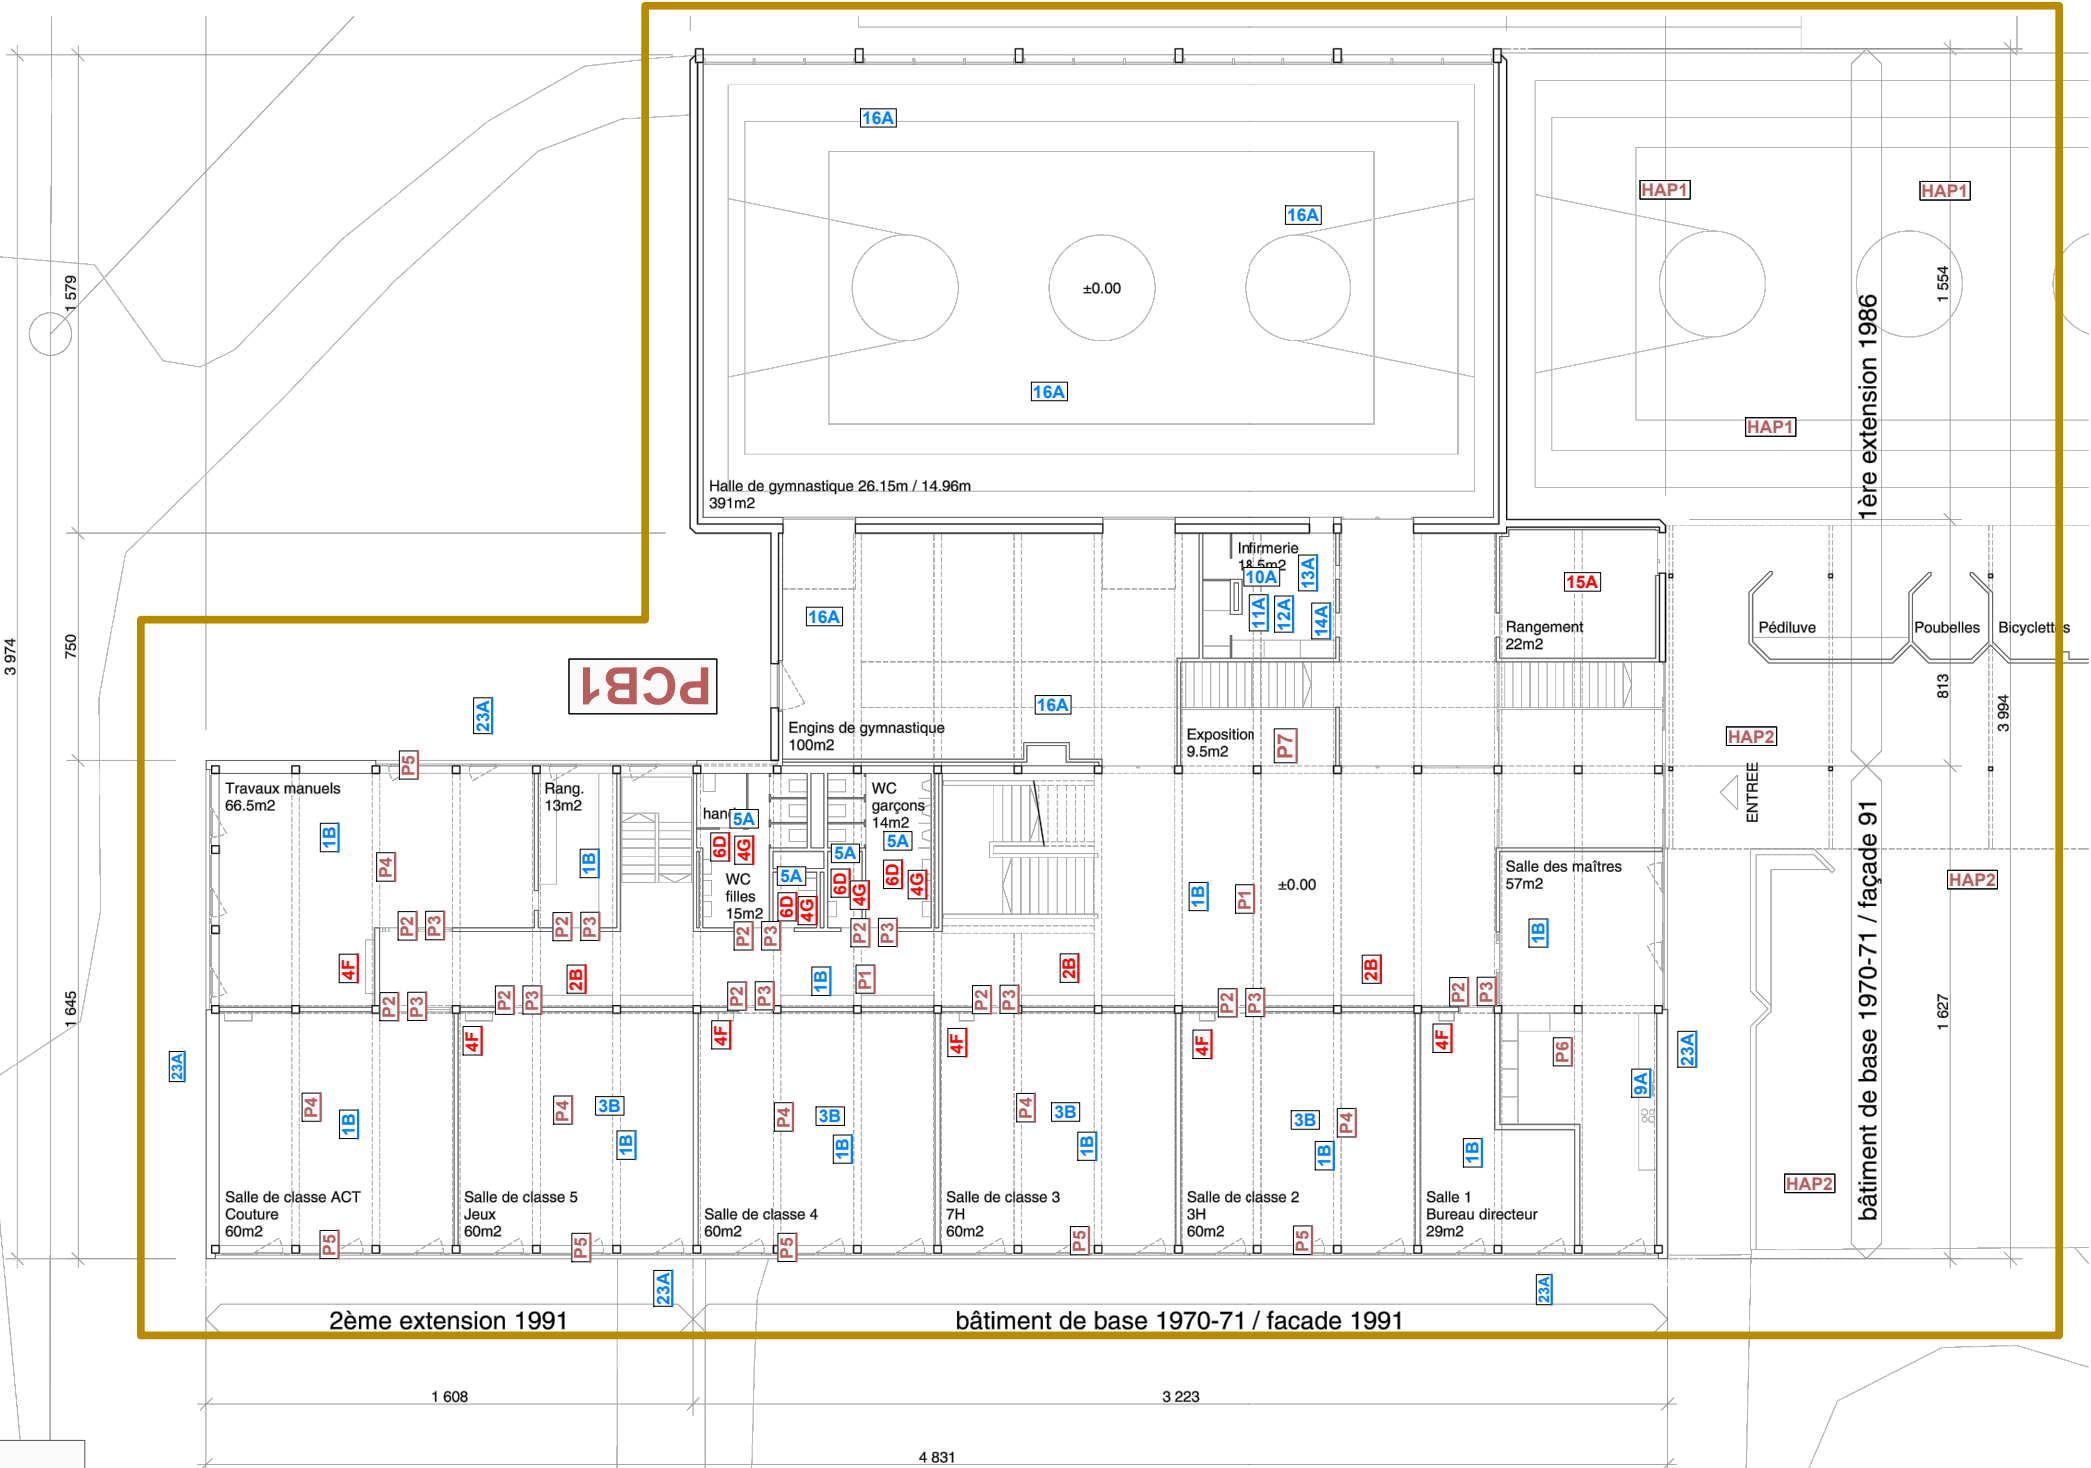 16A
HAP1
HAP1
16A
1 579
±0.00
1 554
1ère extension 1986
16A
HAP1
Halle de gymnastique 26.15m / 14.96m
391m2
Infirmerie
18.5m2
10A
13A
11A
12A
14A
15A
16A
Rangement
22m2
Pédiluve
Poubelles
Bicyclettes
3 974
750
PCB1
813
3 994
23A
16A
Engins de gymnastique
100m2
Exposition
9.5m2
P7
HAP2
P5
ENTREE
Travaux manuels
66.5m2
Rang.
13m2
WC
garçons
14m2
5A
5A
1B
1B
P4
6D
4G
5A
6D
4G
6D
4G
WC
filles
15m2
5A
6D
4G
1B
P1
±0.00
Salle des maîtres
57m2
HAP2
bâtiment de base 1970-71 / façade 91
P2
P3
P2
P3
P2
P3
P2
P3
1B
4F
2B
1B
P1
2B
2B
P2
P3
P2
P3
P2
P3
P2
P3
P2
P3
P2
P3
1 645
1 627
4F
4F
4F
4F
4F
P6
23A
23A
9A
P4
1B
P4
3B
1B
P4
3B
1B
P4
3B
1B
3B
P4
1B
1B
HAP2
Salle de classe ACT
Couture
60m2
Salle de classe 5
Jeux
60m2
Salle de classe 4
60m2
Salle de classe 3
7H
60m2
Salle de classe 2
3H
60m2
Salle 1
Bureau directeur
29m2
P5
P5
P5
P5
P5
23A
23A
2ème extension 1991
bâtiment de base 1970-71 / facade 1991
1 608
3 223
4 831